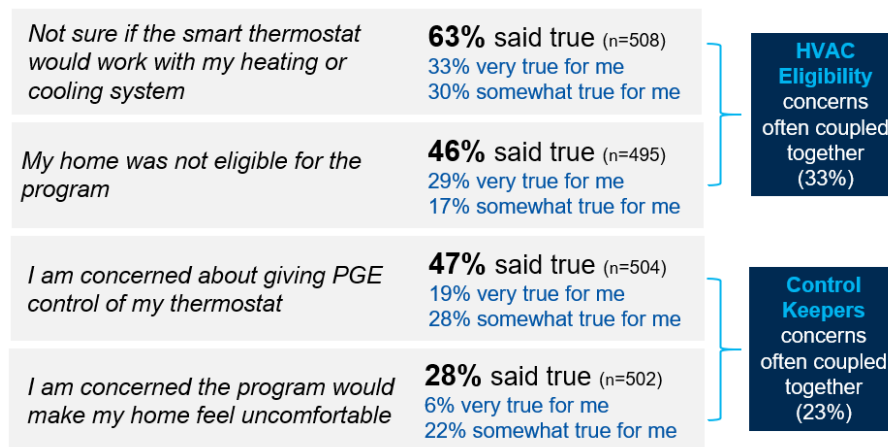 Not sure if the smart thermostat
would work with my heating or
cooling system
63% said true (n=508)
33% very true for me
30% somewhat true for me
My home was not eligible for the
program
46% said true (n=495)
29% very true for me
17% somewhat true for me
HVAC
Eligibility
concerns
often coupled
together
(33%)
I am concerned about giving PGE
control of my thermostat
47% said true (n=504)
19% very true for me
28% somewhat true for me
I am concerned the program would
make my home feel uncomfortable
28% said true (n=502)
6% very true for me
22% somewhat true for me
Control
Keepers
concerns
often coupled
together
(23%)